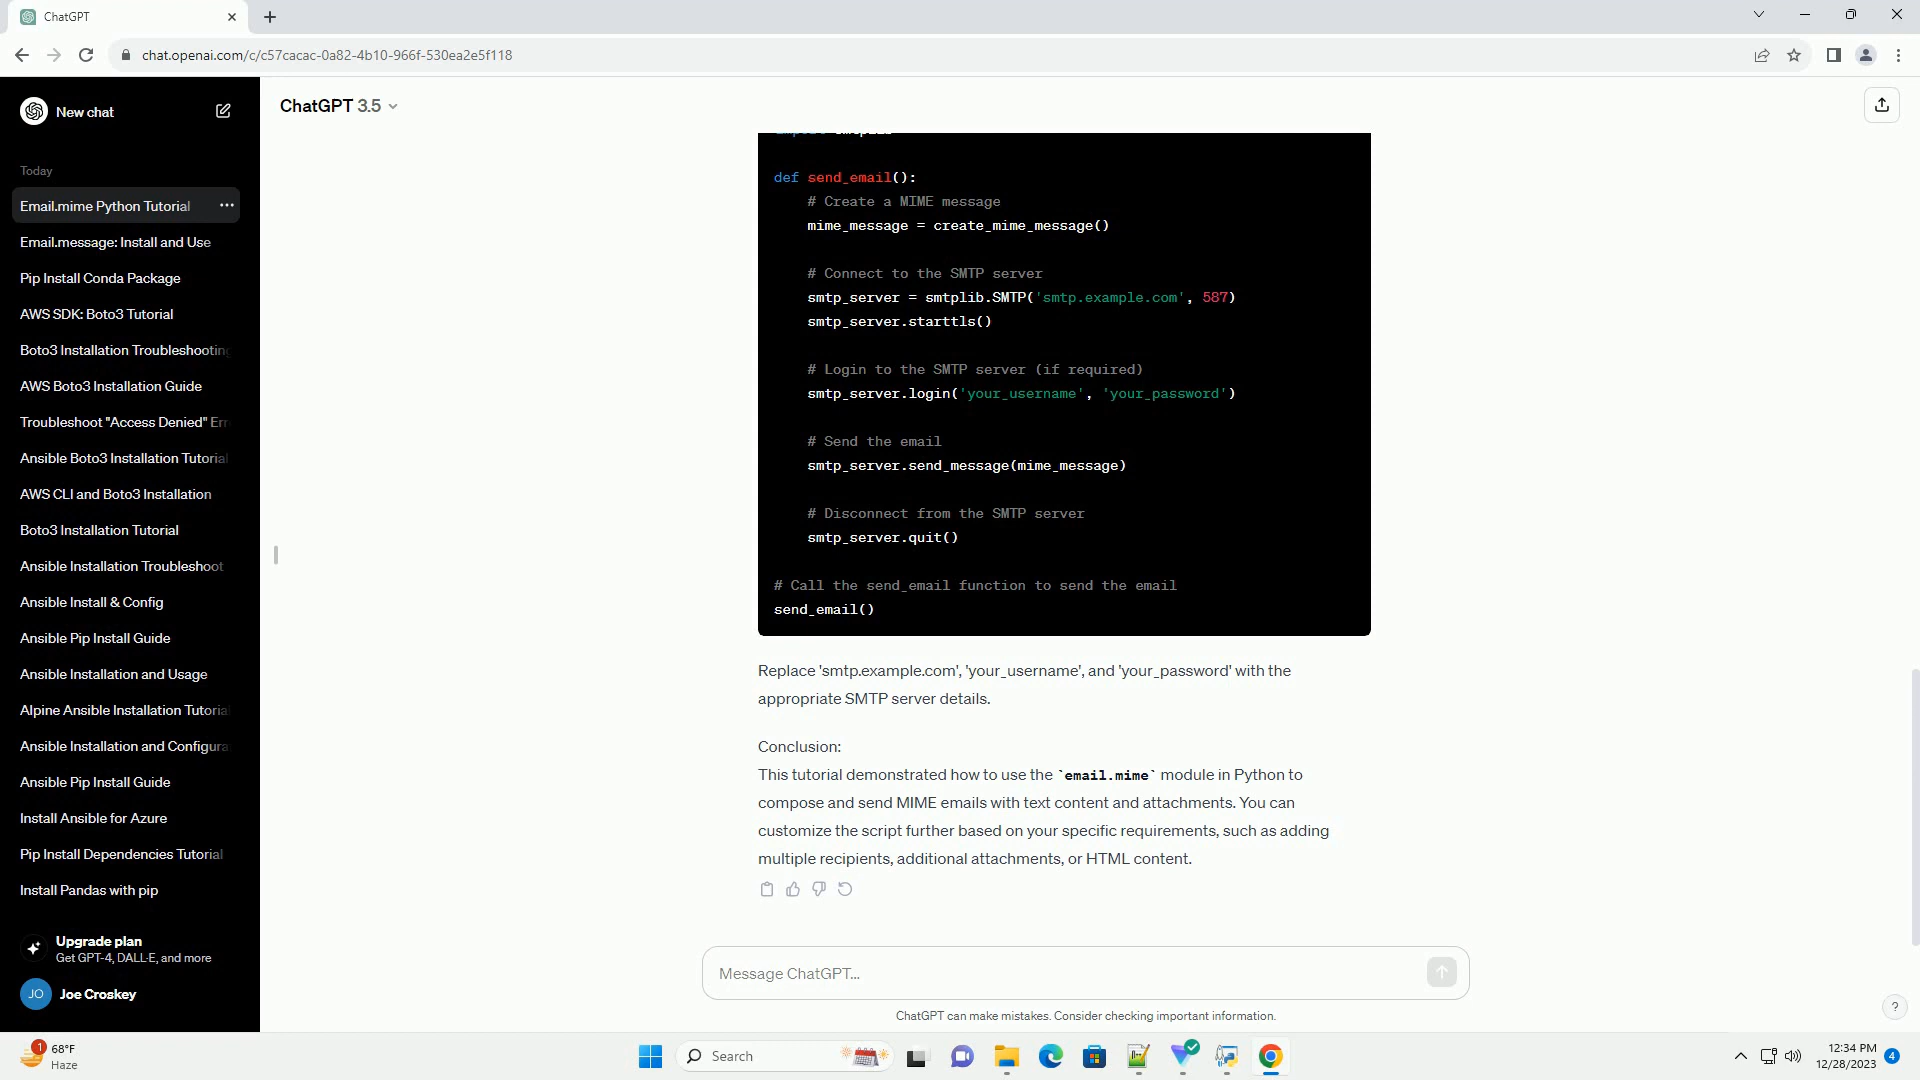 ChatGPT
chat.openai.com/c/c57cacac-0a82-4b10-966f-530ea2e5f118
New chat
Today
Email.mime Python Tutorial
Email.message: Install and Use
Pip Install Conda Package
AWS SDK: Boto3 Tutorial
Boto3 Installation Troubleshooting
AWS Boto3 Installation Guide
Troubleshoot "Access Denied" Err
Ansible Boto3 Installation Tutorial
AWS CLI and Boto3 Installation
Boto3 Installation Tutorial
Ansible Installation Troubleshoot
Ansible Install & Config
Ansible Pip Install Guide
Ansible Installation and Usage
Alpine Ansible Installation Tutorial
Ansible Installation and Configura
Ansible Pip Install Guide
Install Ansible for Azure
Pip Install Dependencies Tutorial
Install Pandas with pip
Upgrade plan
Get GPT-4, DALL·E, and more
JO Joe Croskey
ChatGPT 3.5
def send_email():
# Create a MIME message
mime_message = create_mime_message()
# Connect to the SMTP server
smtp_server = smtplib.SMTP('smtp.example.com', 587)
smtp_server.starttls()
# Login to the SMTP server (if required)
smtp_server.login('your_username', 'your_password')
# Send the email
smtp_server.send_message(mime_message)
# Disconnect from the SMTP server
smtp_server.quit()
# Call the send_email function to send the email
send_email()
Replace 'smtp.example.com', 'your_username', and 'your_password' with the
appropriate SMTP server details.
Conclusion:
This tutorial demonstrated how to use the `email.mime` module in Python to
compose and send MIME emails with text content and attachments. You can
customize the script further based on your specific requirements, such as adding
multiple recipients, additional attachments, or HTML content.
Message ChatGPT...
ChatGPT can make mistakes. Consider checking important information.
?
1
68°F
Haze
Search
12:34 PM
12/28/2023
4